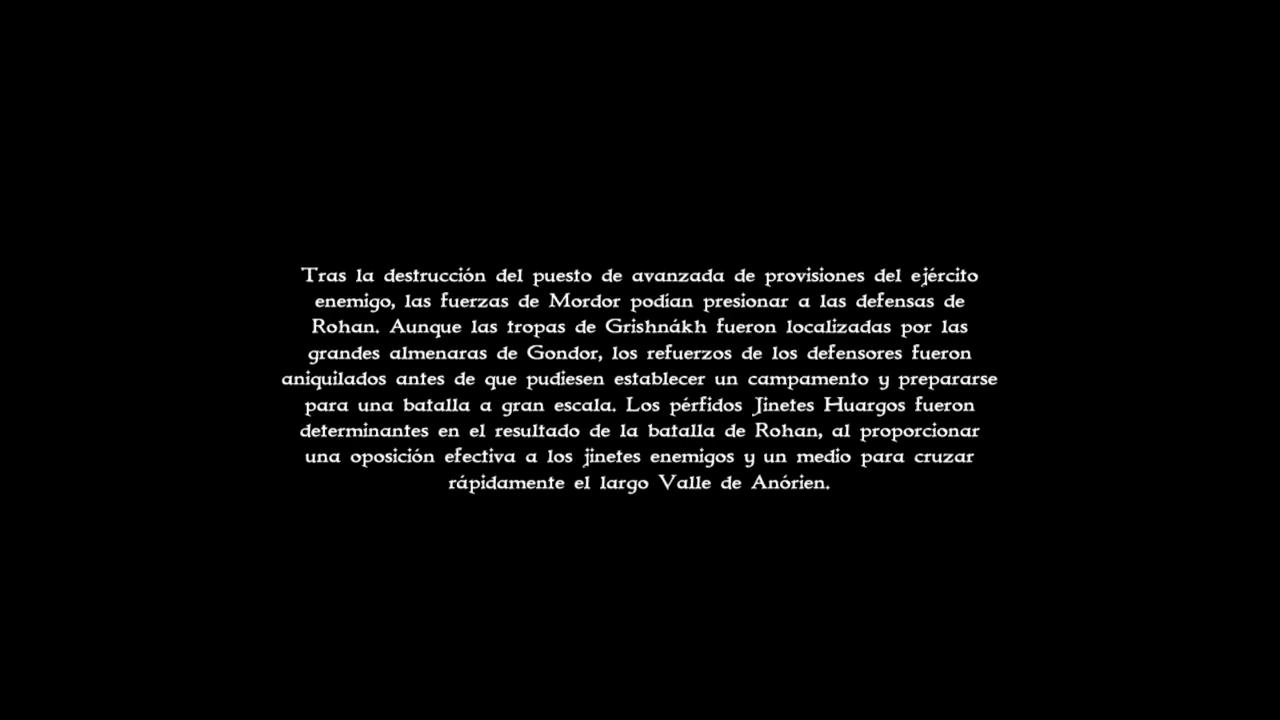 Tras la destrucción del puesto de avanzada de provisiones del ejército
enemigo, las fuerzas de Mordor podían presionar a las defensas de
Rohan. Aunque las tropas de Grishnákh fueron localizadas por las
grandes almenaras de Gondor, los refuerzos de los defensores fueron
aniquilados antes de que pudiesen establecer un campamento y prepararse
para una batalla a gran escala. Los pérfidos Jinetes Huargos fueron
determinantes en el resultado de la batalla de Rohan, al proporcionar
una oposición efectiva a los jinetes enemigos y un medio para cruzar
rápidamente el largo Valle de Anórien.